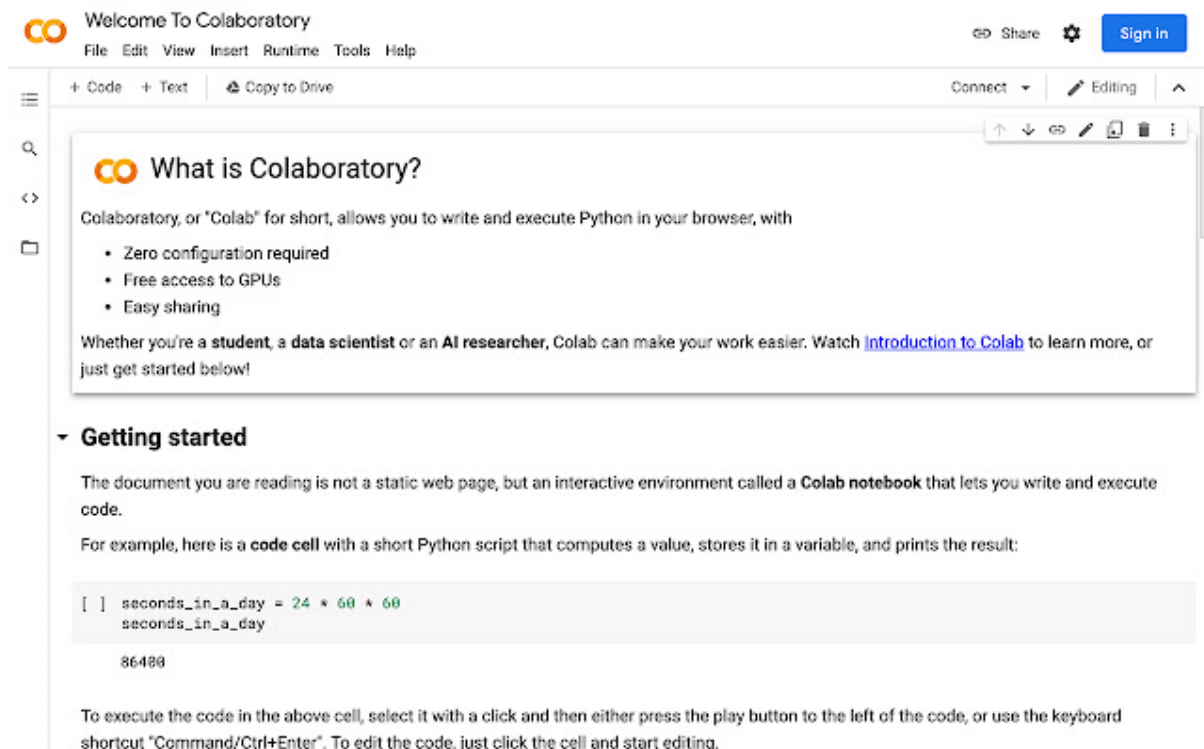 CO
Welcome To Colaboratory
File Edit View Insert Runtime Tools Help
Share
Sign in
+ Code + Text Copy to Drive
Connect
Editing
CO What is Colaboratory?
Colaboratory, or "Colab" for short, allows you to write and execute Python in your browser, with
• Zero configuration required
• Free access to GPUs
• Easy sharing
Whether you're a student, a data scientist or an AI researcher, Colab can make your work easier. Watch Introduction to Colab to learn more, or
just get started below!
Getting started
The document you are reading is not a static web page, but an interactive environment called a Colab notebook that lets you write and execute
code.
For example, here is a code cell with a short Python script that computes a value, stores it in a variable, and prints the result:
[ ] seconds_in_a_day = 24 * 60 * 60
seconds_in_a_day
86400
To execute the code in the above cell, select it with a click and then either press the play button to the left of the code, or use the keyboard
shortcut "Command/Ctrl+Enter". To edit the code, just click the cell and start editing.